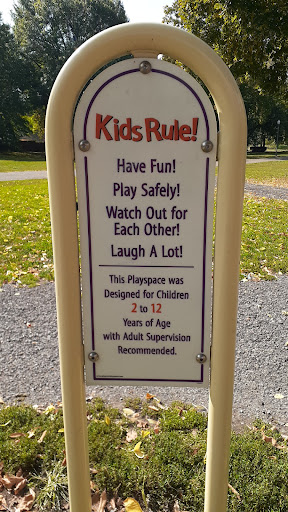 Kids Rule!
Have Fun!
Play Safely!
Watch Out for
Each Other!
Laugh A Lot!
This Playspace was
Designed for Children
2 to 12
Years of Age
with Adult Supervision
Recommended.